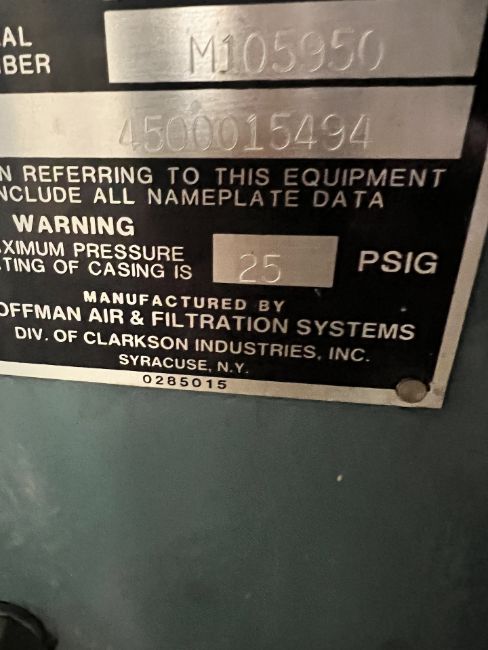 AL M105950
BER
4500015494
N REFERRING TO THIS EQUIPMENT
NCLUDE ALL NAMEPLATE DATA
WARNING
XIMUM PRESSURE
TING OF CASING IS 25 PSIG
MANUFACTURED BY
OFFMAN AIR & FILTRATION SYSTEMS
DIV. OF CLARKSON INDUSTRIES, INC.
SYRACUSE, N.Y.
0285015